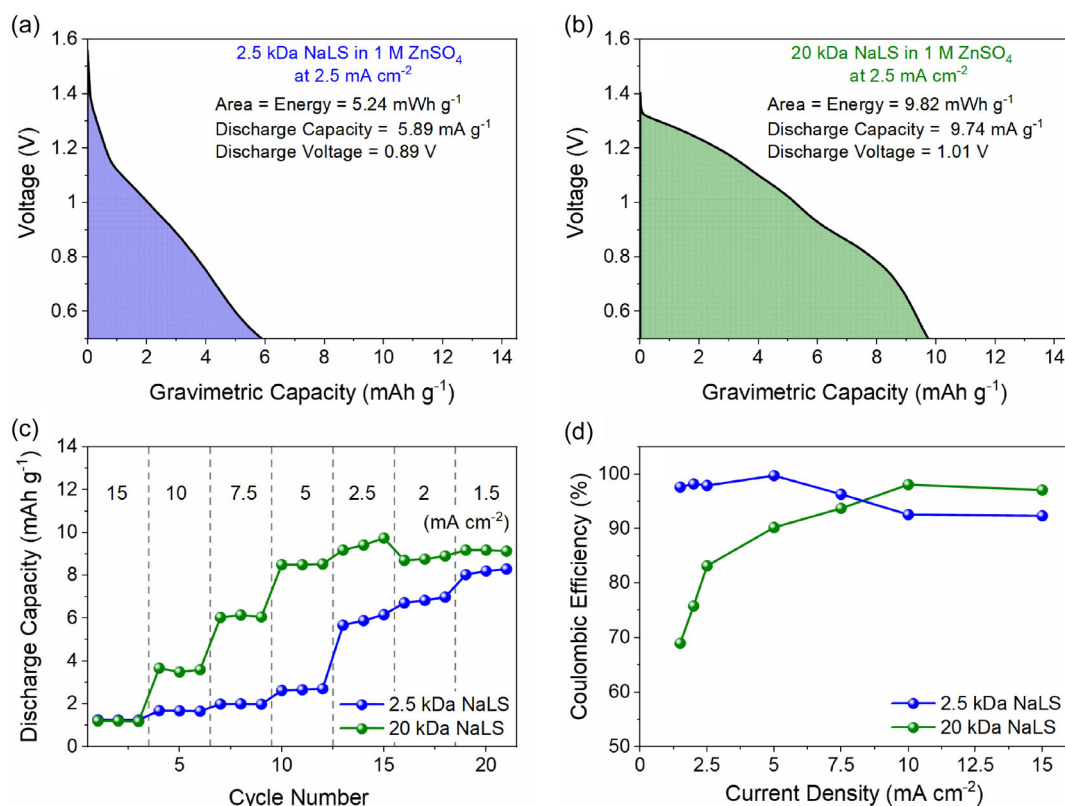 (a)
1.6
1.4
1.2
1
0.8
0.6
Voltage (V)
2.5 kDa NaLS in 1 M ZnSO₄
at 2.5 mA cm⁻²
Area = Energy = 5.24 mWh g⁻¹
Discharge Capacity = 5.89 mA g⁻¹
Discharge Voltage = 0.89 V
0 2 4 6 8 10 12 14
Gravimetric Capacity (mAh g⁻¹)
(b)
1.6
1.4
1.2
1
0.8
0.6
Voltage (V)
20 kDa NaLS in 1 M ZnSO₄
at 2.5 mA cm⁻²
Area = Energy = 9.82 mWh g⁻¹
Discharge Capacity = 9.74 mA g⁻¹
Discharge Voltage = 1.01 V
0 2 4 6 8 10 12 14
Gravimetric Capacity (mAh g⁻¹)
(c)
14
12
10
8
6
4
2
0
Discharge Capacity (mAh g⁻¹)
15 10 7.5 5 2.5 2 1.5
(mA cm⁻²)
2.5 kDa NaLS
20 kDa NaLS
5 10 15 20
Cycle Number
(d)
100
90
80
70
60
50
Coulombic Efficiency (%)
2.5 kDa NaLS
20 kDa NaLS
0 2.5 5 7.5 10 15
Current Density (mA cm⁻²)